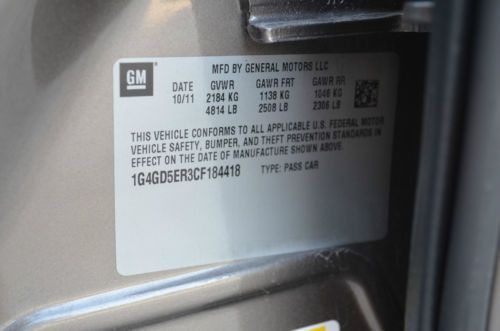 GM
MFD BY GENERAL MOTORS LLC
DATE GVWR GAWR FRT GAWR RR
10/11 2184 KG 1138 KG 1046 KG
4814 LB 2508 LB 2306 LB
THIS VEHICLE CONFORMS TO ALL APPLICABLE U.S. FEDERAL MOTOR
VEHICLE SAFETY, BUMPER, AND THEFT PREVENTION STANDARDS IN
EFFECT ON THE DATE OF MANUFACTURE SHOWN ABOVE.
1G4GD5ER3CF184418 TYPE: PASS CAR